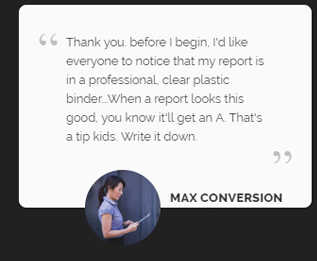 “
Thank you. before I begin, I'd like
everyone to notice that my report is
in a professional, clear plastic
binder...When a report looks this
good, you know it'll get an A. That's
a tip kids. Write it down.
”
MAX CONVERSION